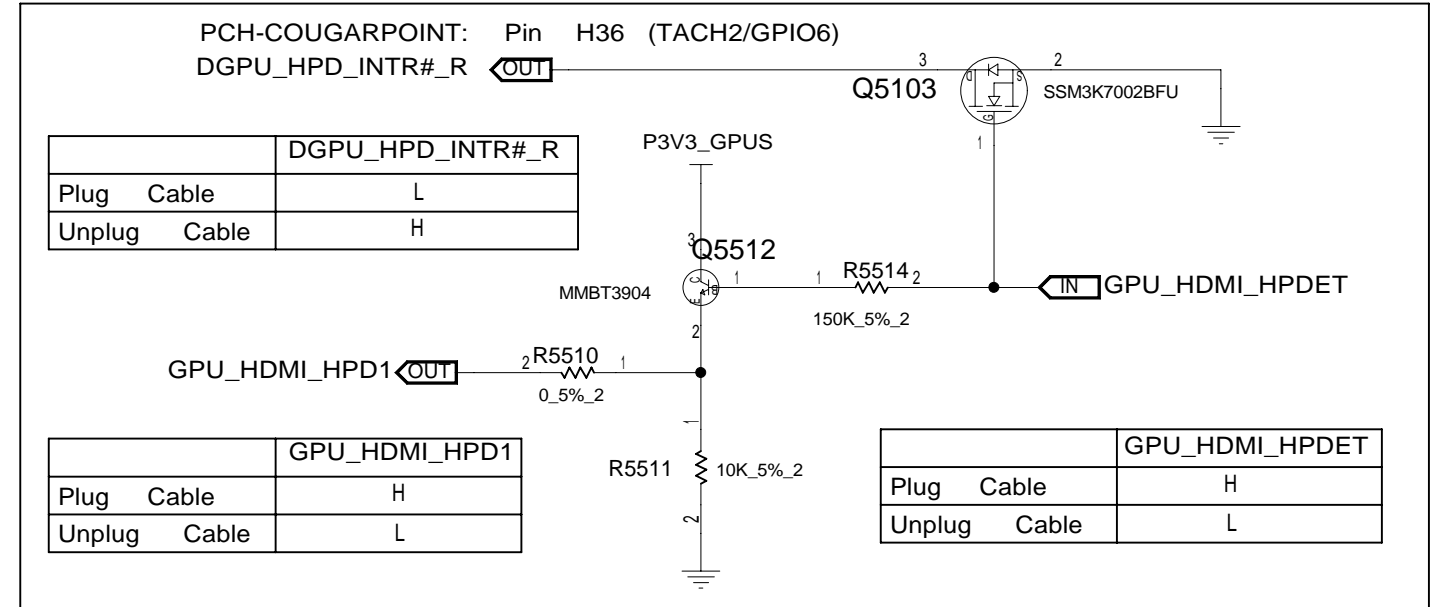 PCH-COUGARPOINT: Pin H36 (TACH2/GPIO6)
DGPU_HPD_INTR#_R OUT
3
D
S
2
Q5103
SSM3K7002BFU
G
1
DGPU_HPD_INTR#_R
Plug Cable L
Unplug Cable H
P3V3_GPUS
3
Q5512
C
B
E
MMBT3904
1
1 R5514 2
150K_5%_2
IN GPU_HDMI_HPDET
2
GPU_HDMI_HPD1 OUT
2 R5510 1
0_5%_2
1
R5511 10K_5%_2
2
GPU_HDMI_HPD1
Plug Cable H
Unplug Cable L
GPU_HDMI_HPDET
Plug Cable H
Unplug Cable L